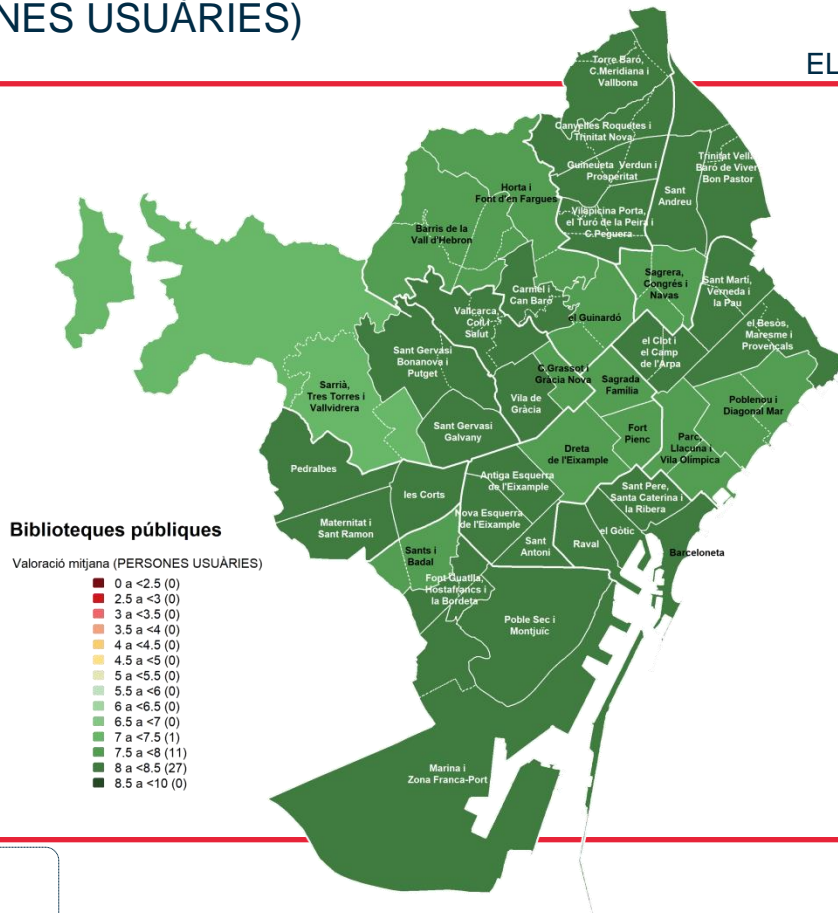 NES USUÀRIES)
EL
Torre Baró,
C.Meridiana i
Vallbona
Canyelles Roquetes i
Trinitat Nova
Guineueta Verdun i
Prosperitat
Trinitat Vella
Baró de Viver
Bon Pastor
Sant
Andreu
Horta i
Font d'en Fargues
Vilapicina Porta,
el Turó de la Peira i
C.Peguera
Barris de la
Vall d'Hebron
Sagrera,
Congrés i
Navas
Sant Martí,
Verneda i
la Pau
Carmel i
Can Baró
Vallcarca,
Coll i
Salut
el Guinardó
el Besòs,
Maresme i
Provençals
el Clot i
el Camp
de l'Arpa
Sant Gervasi
Bonanova i
Putget
C.Grassot i
Gràcia Nova
Sagrada
Família
Sarrià,
Tres Torres i
Vallvidrera
Vila de
Gràcia
Poblenou i
Diagonal Mar
Sant Gervasi
Galvany
Fort
Pienc
Parc,
Llacuna i
Vila Olímpica
Dreta
de l'Eixample
Pedralbes
Antiga Esquerra
de l'Eixample
les Corts
Sant Pere,
Santa Caterina i
la Ribera
Nova Esquerra
de l'Eixample
Maternitat i
Sant Ramon
el Gòtic
Sant
Antoni
Raval
Barceloneta
Sants i
Badal
Font Guatlla,
Hostafrancs i
la Bordeta
Poble Sec i
Montjuïc
Marina i
Zona Franca-Port
Biblioteques públiques
Valoració mitjana (PERSONES USUÀRIES)
0 a <2.5 (0)
2.5 a <3 (0)
3 a <3.5 (0)
3.5 a <4 (0)
4 a <4.5 (0)
4.5 a <5 (0)
5 a <5.5 (0)
5.5 a <6 (0)
6 a <6.5 (0)
6.5 a <7 (0)
7 a <7.5 (1)
7.5 a <8 (11)
8 a <8.5 (27)
8.5 a <10 (0)